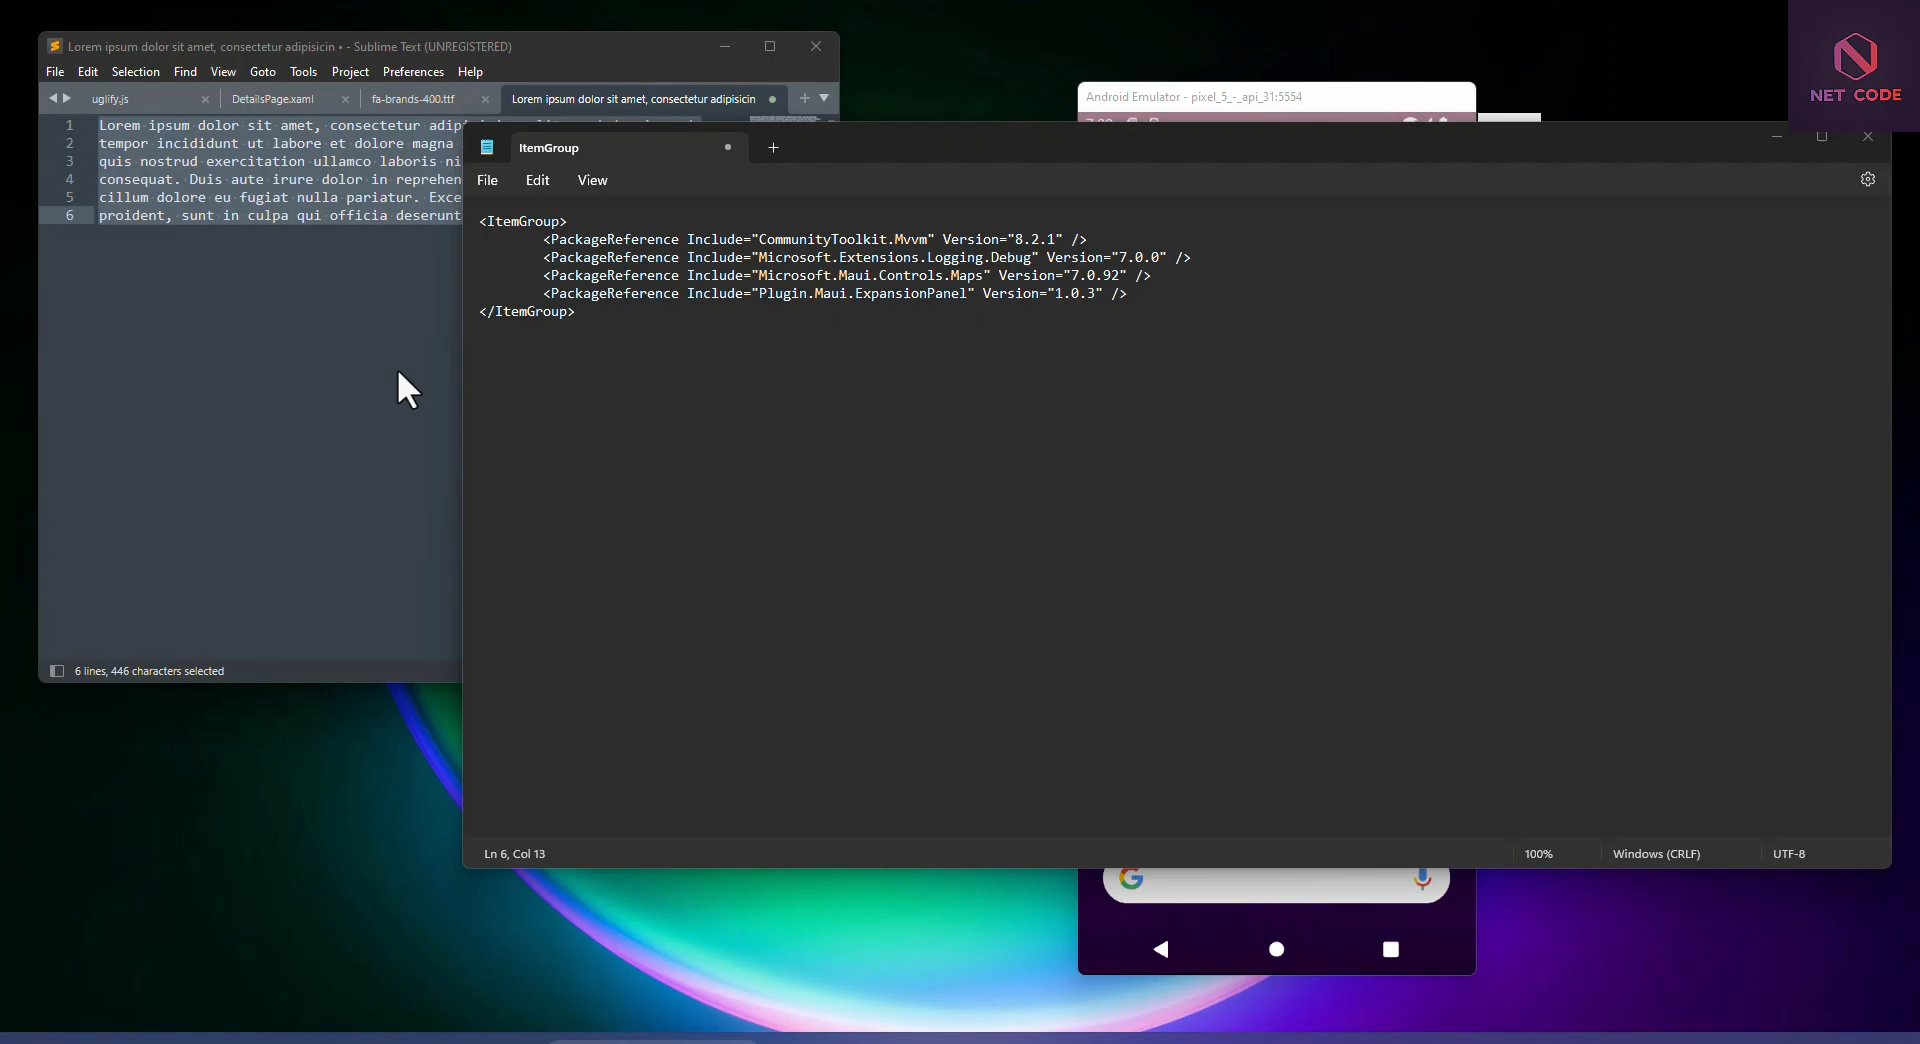 Lorem ipsum dolor sit amet, consectetur adipisicin • - Sublime Text (UNREGISTERED)
File Edit Selection Find View Goto Tools Project Preferences Help
uglify.js DetailsPage.xaml fa-brands-400.ttf Lorem ipsum dolor sit amet, consectetur adipisicin
1 Lorem ipsum dolor sit amet, consectetur
2 tempor incididunt ut labore et dolore magna
3 quis nostrud exercitation ullamco laboris
4 consequat. Duis aute irure dolor in
5 cillum dolore eu fugiat nulla pariatur.
6 proident, sunt in culpa qui officia deserunt
6 lines, 446 characters selected
Android Emulator - pixel_5_-_api_31:5554
NET CODE
ItemGroup
File Edit View
<ItemGroup>
<PackageReference Include="CommunityToolkit.Mvvm" Version="8.2.1" />
<PackageReference Include="Microsoft.Extensions.Logging.Debug" Version="7.0.0" />
<PackageReference Include="Microsoft.Maui.Controls.Maps" Version="7.0.92" />
<PackageReference Include="Plugin.Maui.ExpansionPanel" Version="1.0.3" />
</ItemGroup>
Ln 6, Col 13 100% Windows (CRLF) UTF-8